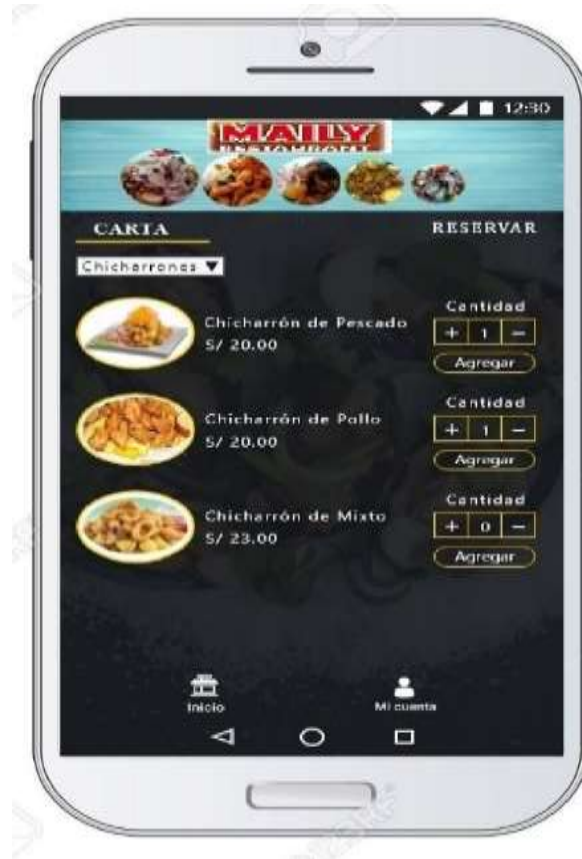 12:30
MAILY
RESTAURANT
CARTA
RESERVAR
Chicharrones ▼
Cantidad
Chicharrón de Pescado
S/ 20.00
+ 1 −
Agregar
Cantidad
Chicharrón de Pollo
S/ 20.00
+ 1 −
Agregar
Cantidad
Chicharrón de Mixto
S/ 23.00
+ 0 −
Agregar
Inicio
Mi cuenta